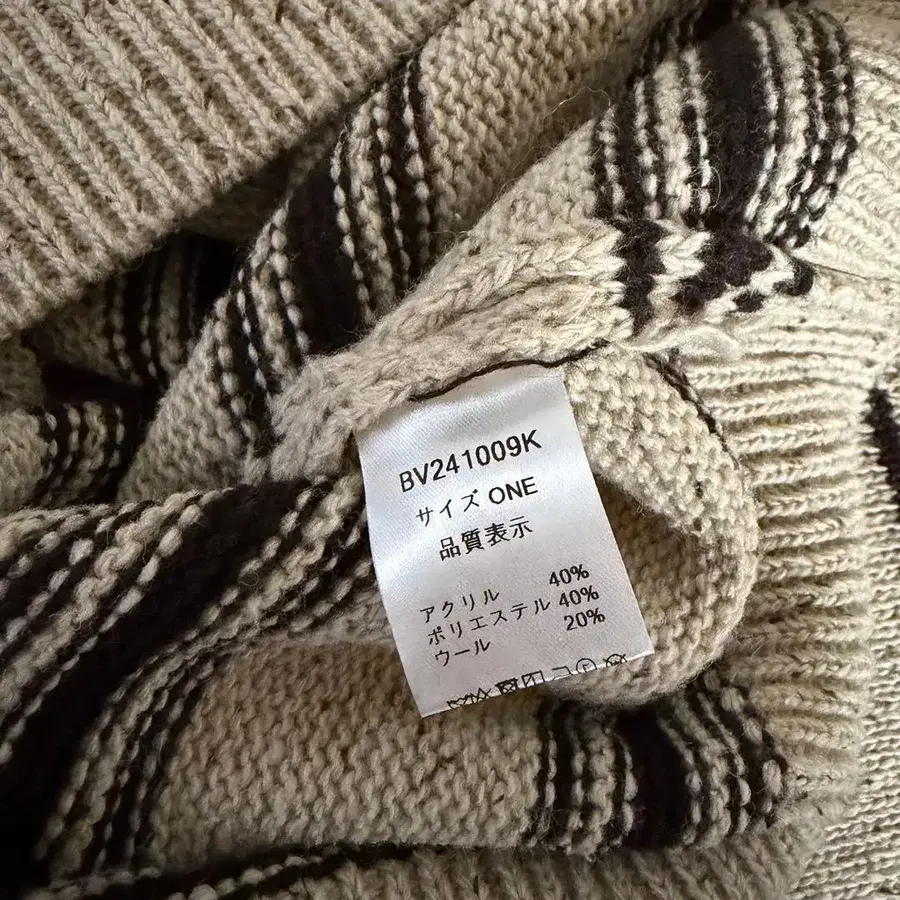 BV241009K
サイズ ONE
品質表示
アクリル 40%
ポリエステル 40%
ウール 20%